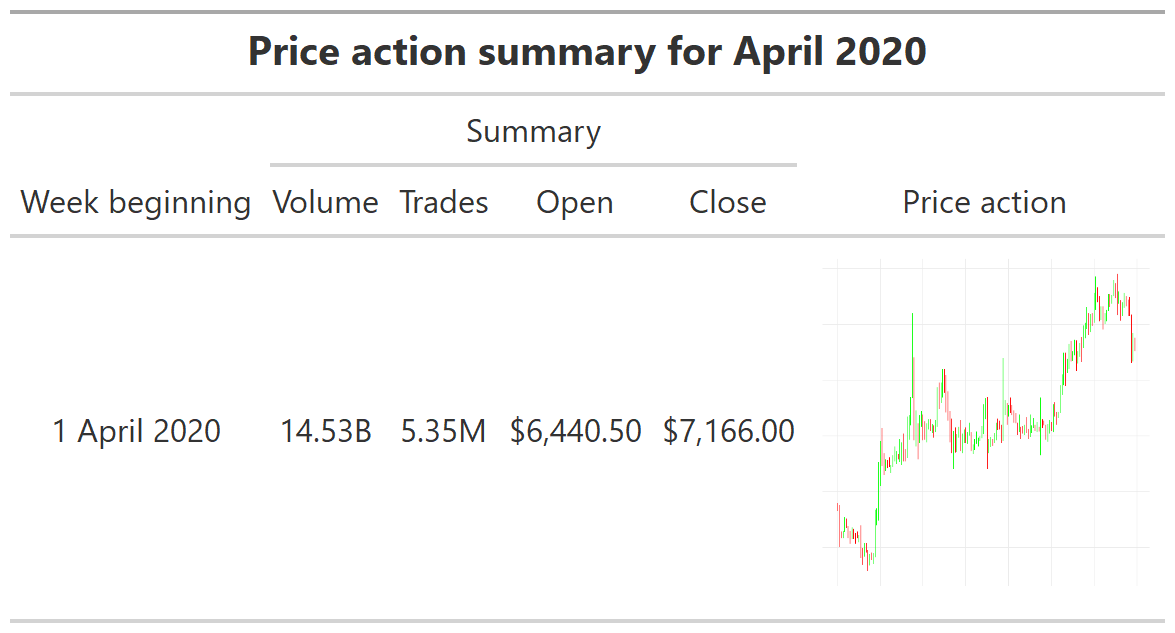 Price action summary for April 2020
Summary
Week beginning Volume Trades Open Close Price action
1 April 2020 14.53B 5.35M $6,440.50 $7,166.00